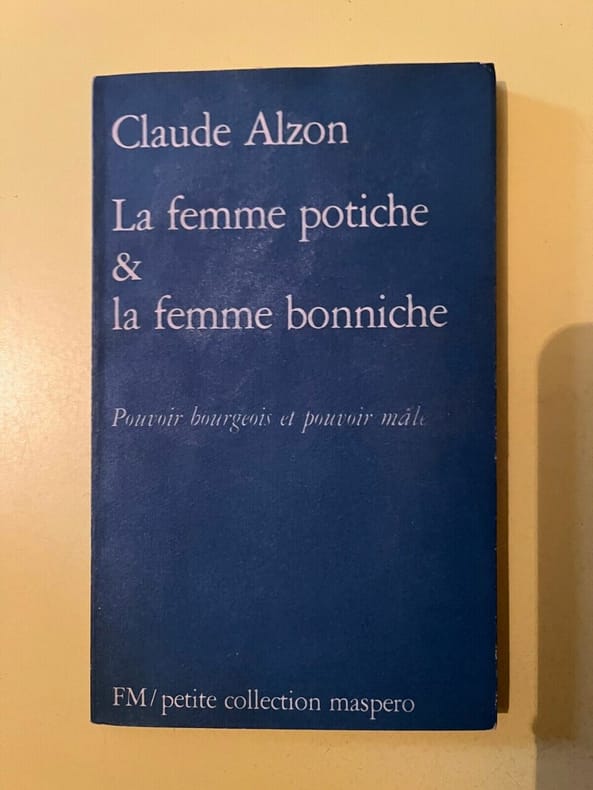 Claude Alzon
La femme potiche
&
la femme bonniche
Pouvoir bourgeois et pouvoir mâle
FM/petite collection maspero